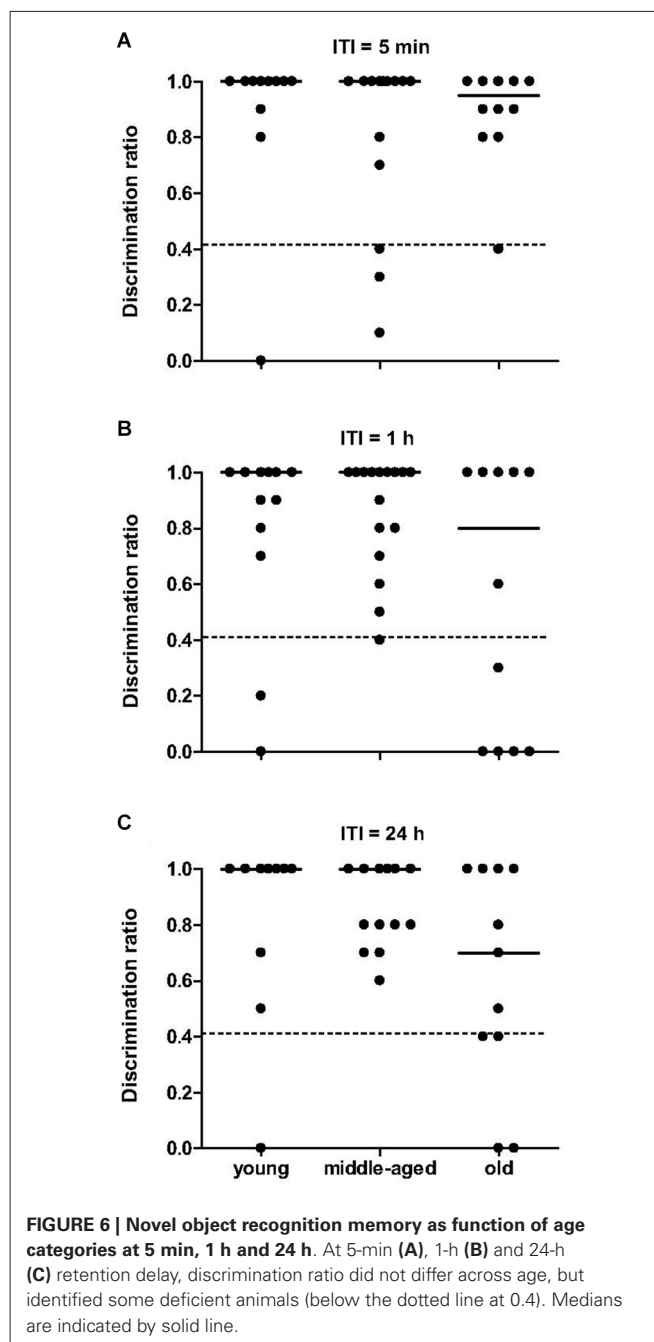 A
ITI = 5 min
Discrimination ratio
1.0
0.8
0.6
0.4
0.2
0.0
B
ITI = 1 h
Discrimination ratio
1.0
0.8
0.6
0.4
0.2
0.0
C
ITI = 24 h
Discrimination ratio
1.0
0.8
0.6
0.4
0.2
0.0
young middle-aged old
FIGURE 6 | Novel object recognition memory as function of age
categories at 5 min, 1 h and 24 h. At 5-min (A), 1-h (B) and 24-h
(C) retention delay, discrimination ratio did not differ across age, but
identified some deficient animals (below the dotted line at 0.4). Medians
are indicated by solid line.